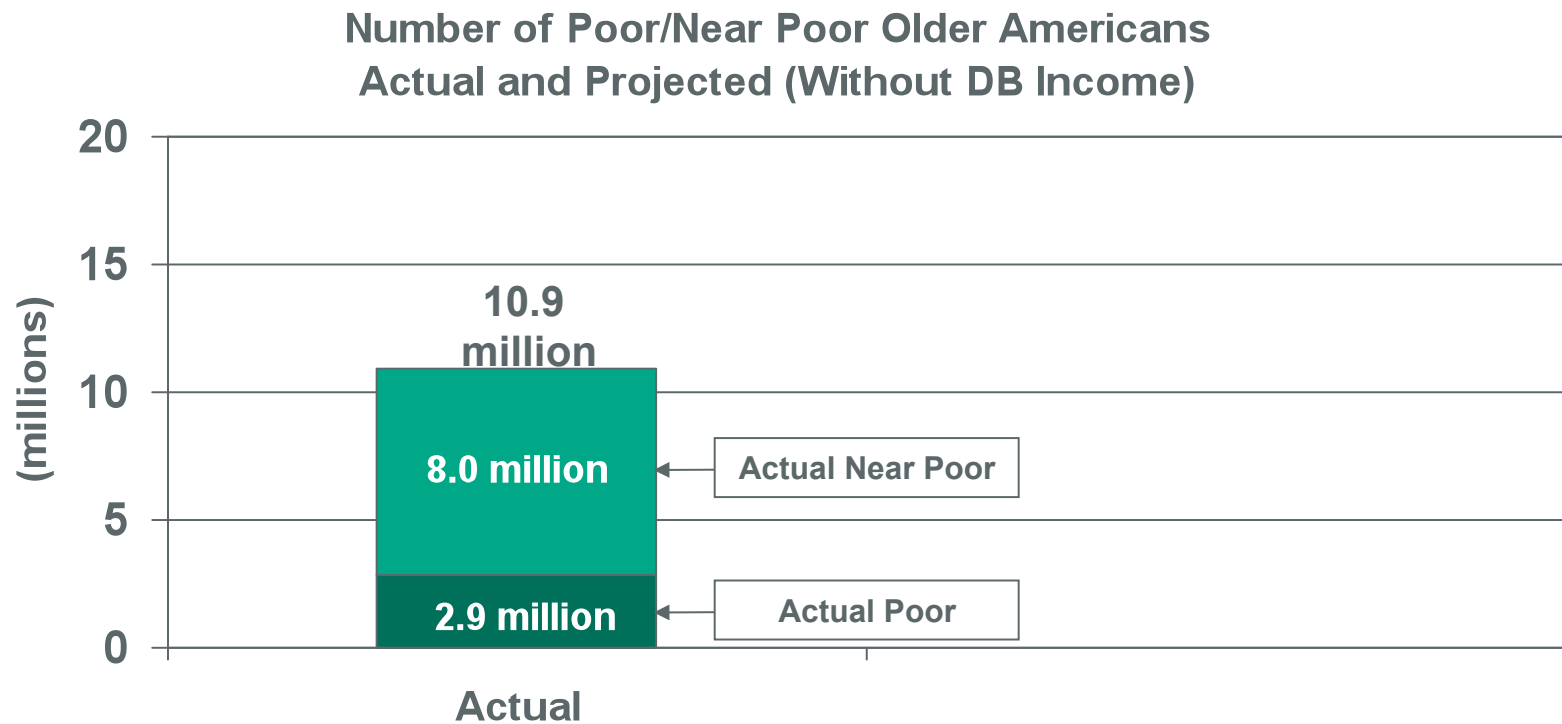 Number of Poor/Near Poor Older Americans
Actual and Projected (Without DB Income)
20
15
10
5
0
(millions)
10.9
million
8.0 million
Actual Near Poor
2.9 million
Actual Poor
Actual